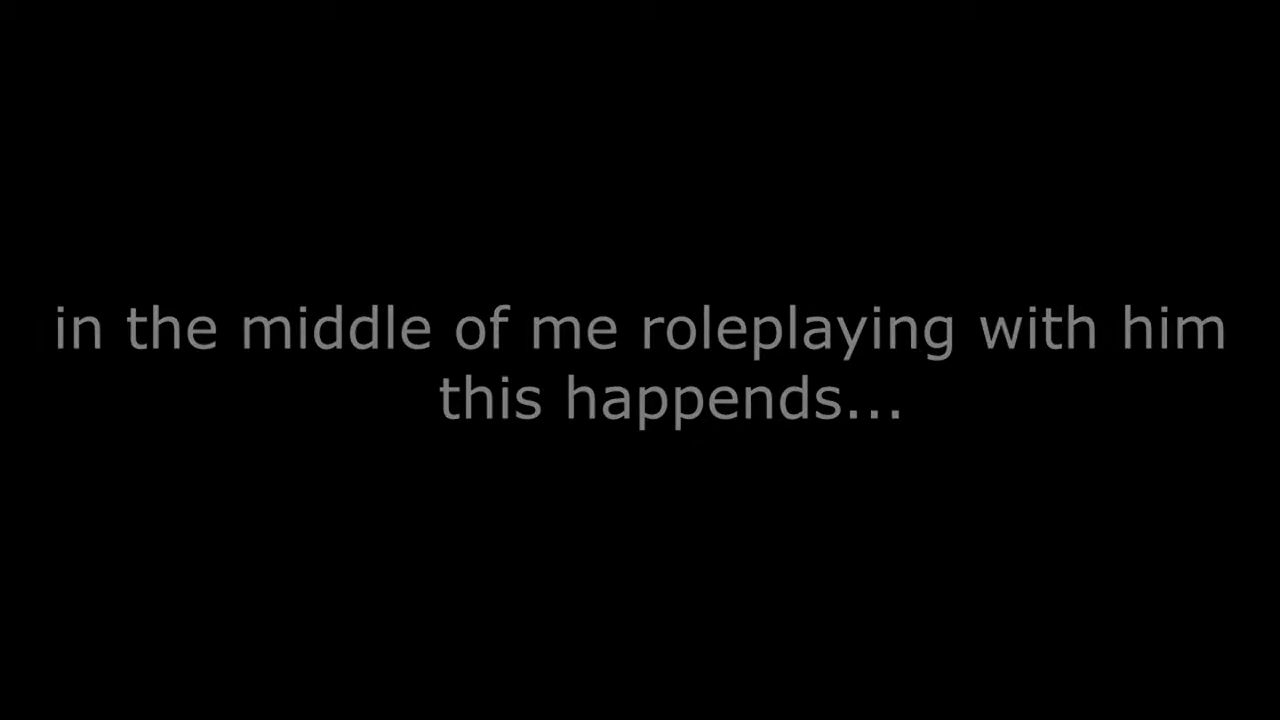 in the middle of me roleplaying with him
this happends...